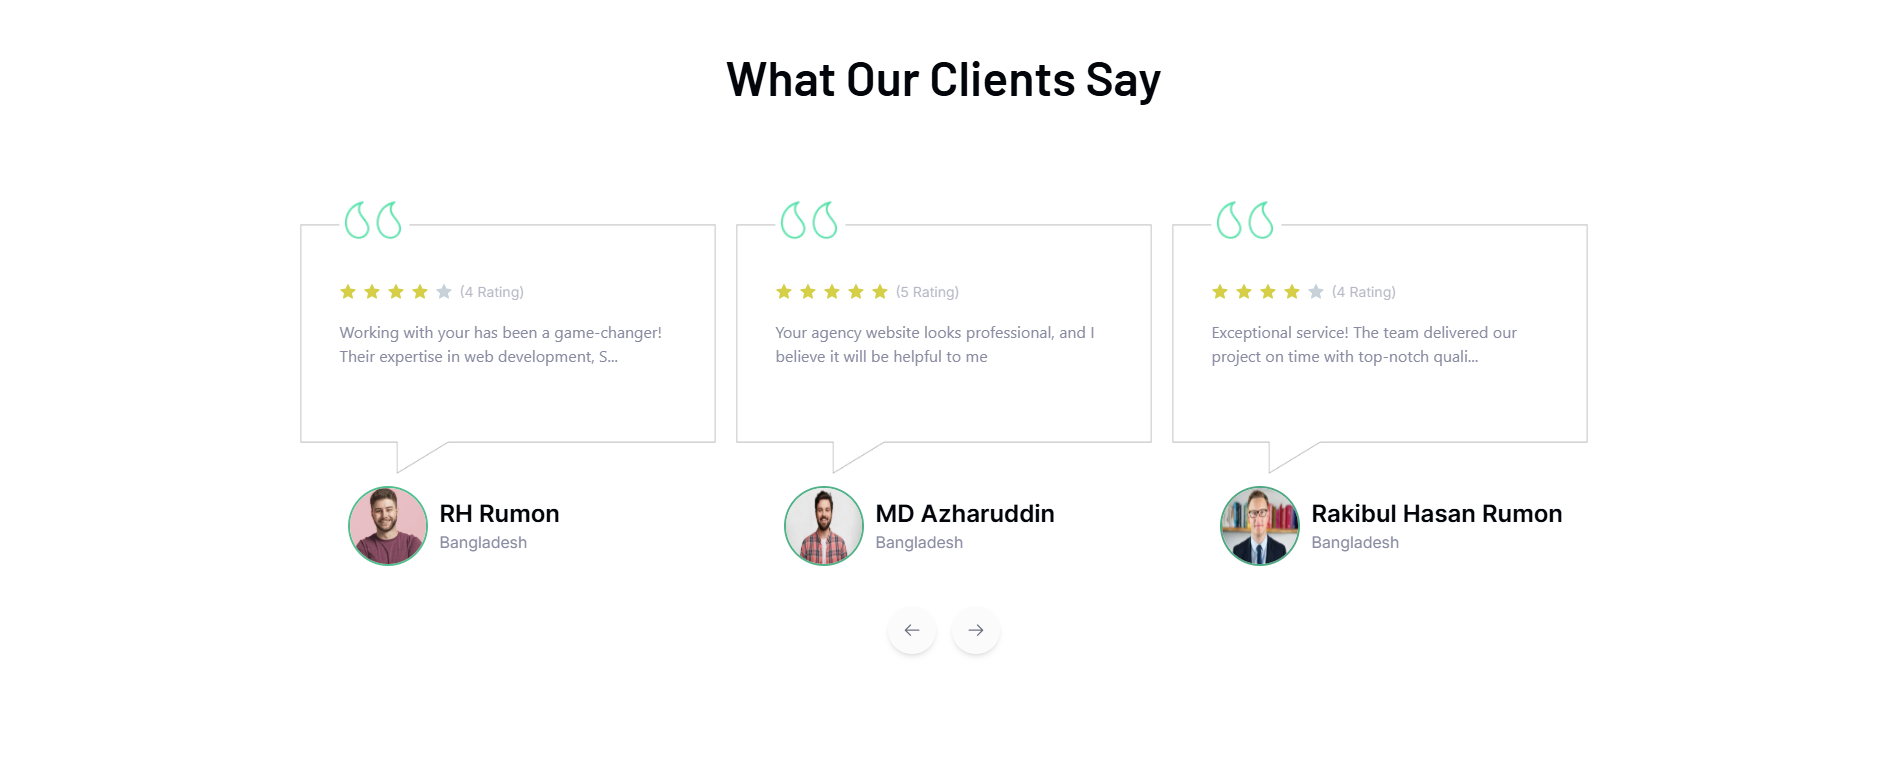 What Our Clients Say
(4 Rating)
Working with your has been a game-changer!
Their expertise in web development, S...
RH Rumon
Bangladesh
(5 Rating)
Your agency website looks professional, and I
believe it will be helpful to me
MD Azharuddin
Bangladesh
(4 Rating)
Exceptional service! The team delivered our
project on time with top-notch quali...
Rakibul Hasan Rumon
Bangladesh